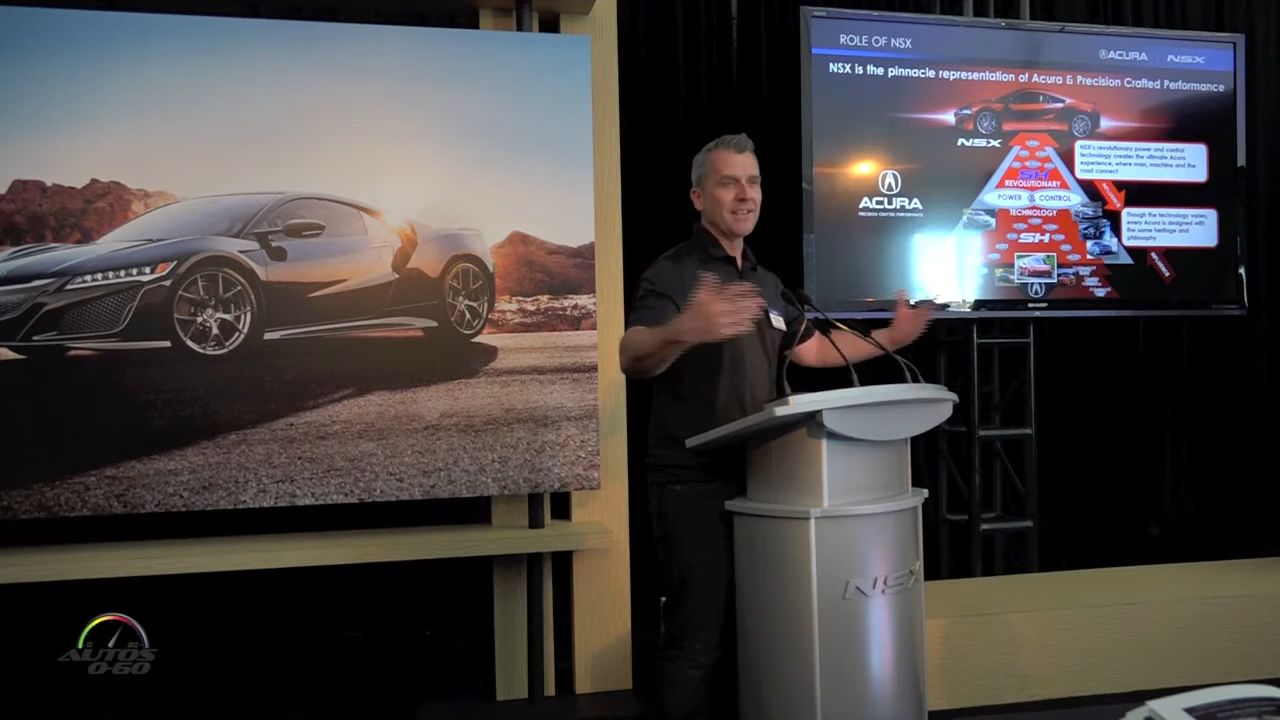 ROLE OF NSX
ACURA NSX
NSX is the pinnacle representation of Acura & Precision Crafted Performance
NSX
NSX's revolutionary power and control
technology creates the ultimate Acura
experience, where man, machine and the
road connect
SH
REVOLUTIONARY
POWER & CONTROL
TECHNOLOGY
SH
INFLUENCE
Though the technology varies,
every Acura is designed with
the same heritage and
philosophy
INFLUENCE
ACURA
PRECISION CRAFTED PERFORMANCE
SHARP
NSX
AUTOS
0-60